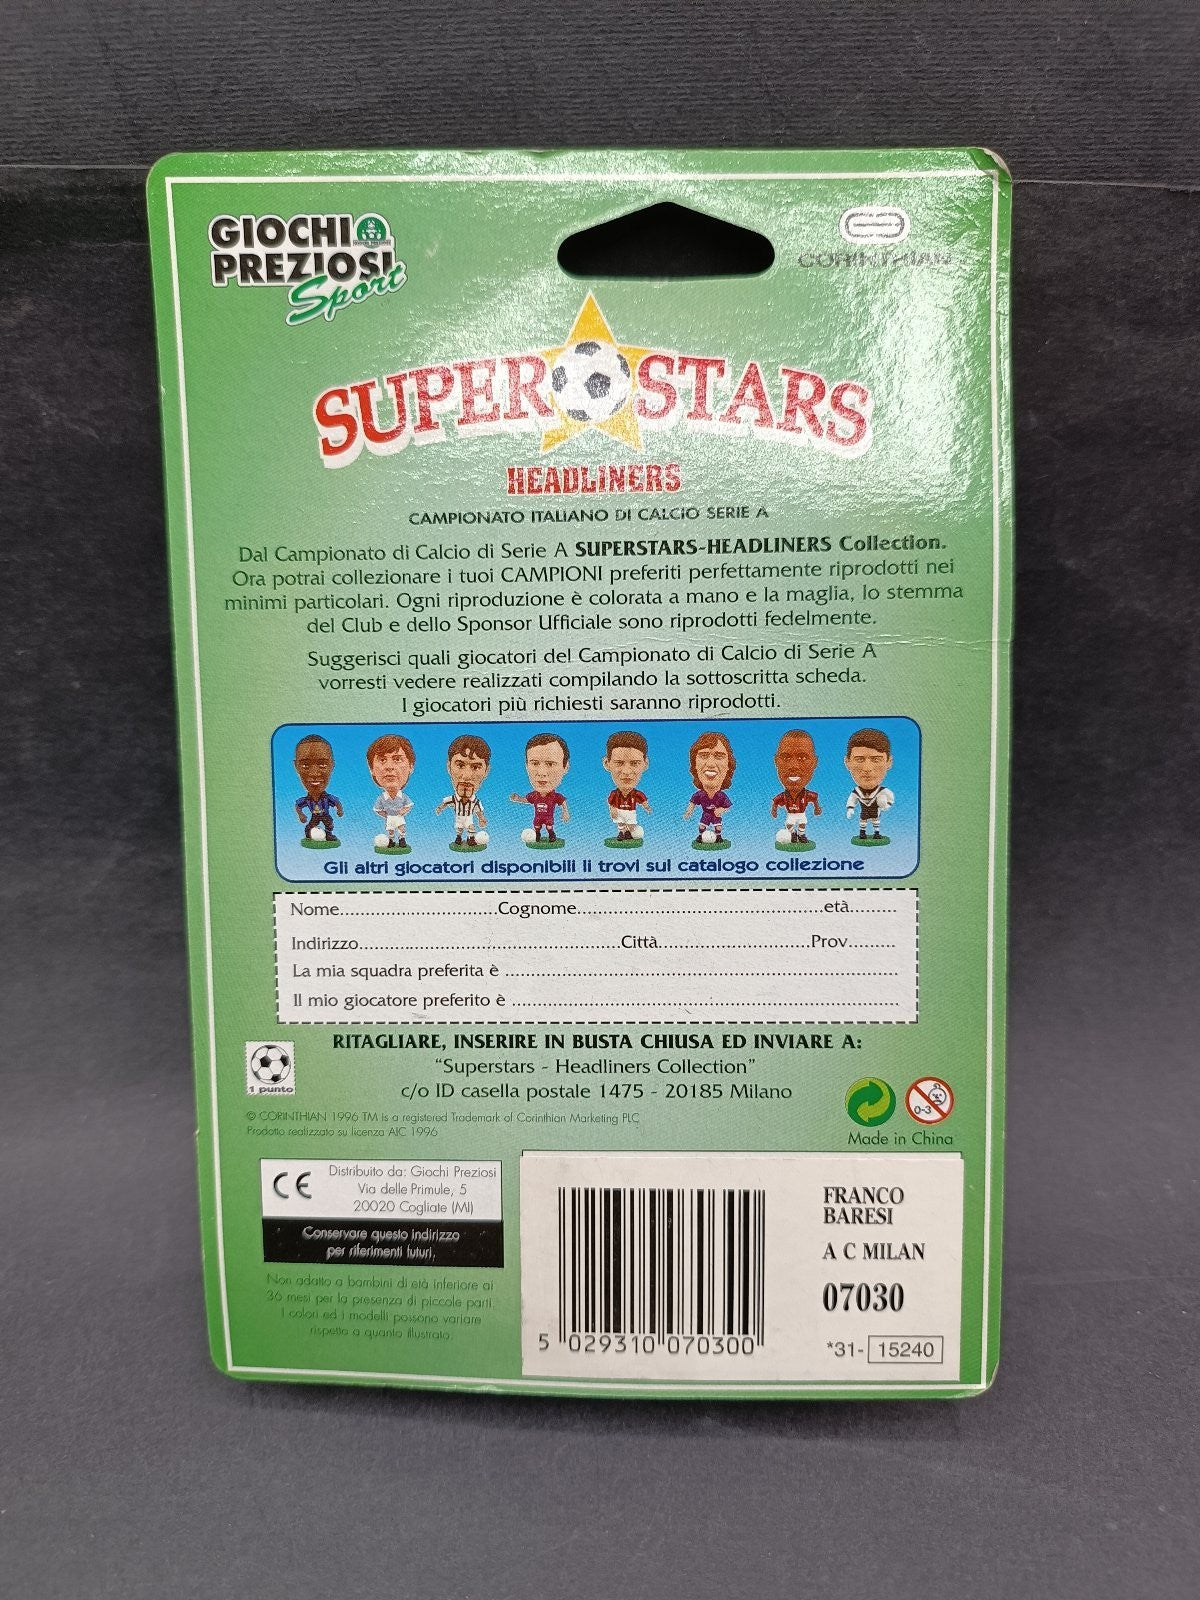 GIOCHI
PREZIOSI
Sport
CORINTHIAN
SUPER STARS
HEADLINERS
CAMPIONATO ITALIANO DI CALCIO SERIE A
Dal Campionato di Calcio di Serie A SUPERSTARS-HEADLINERS Collection.
Ora potrai collezionare i tuoi CAMPIONI preferiti perfettamente riprodotti nei
minimi particolari. Ogni riproduzione è colorata a mano e la maglia, lo stemma
del Club e dello Sponsor Ufficiale sono riprodotti fedelmente.
Suggerisci quali giocatori del Campionato di Calcio di Serie A
vorresti vedere realizzati compilando la sottoscritta scheda.
I giocatori più richiesti saranno riprodotti.
Gli altri giocatori disponibili li trovi sul catalogo collezione
Nome...............................Cognome................................................età.........
Indirizzo....................................................Città..............................Prov.........
La mia squadra preferita è ..............................................................................
Il mio giocatore preferito è .............................................................................
RITAGLIARE, INSERIRE IN BUSTA CHIUSA ED INVIARE A:
"Superstars - Headliners Collection"
c/o ID casella postale 1475 - 20185 Milano
1 punto
© CORINTHIAN 1996 TM is a registered Trademark of Corinthian Marketing PLC
Prodotto realizzato su licenza AIC 1996
0-3
Made in China
CE
Distribuito da: Giochi Preziosi
Via delle Primule, 5
20020 Cogliate (MI)
Conservare questo indirizzo
per riferimenti futuri.
Non adatto a bambini di età inferiore ai
36 mesi per la presenza di piccole parti.
I colori ed i modelli possono variare
rispetto a quanto illustrato.
FRANCO
BARESI
A C MILAN
07030
*31- 15240
5 029310 070300